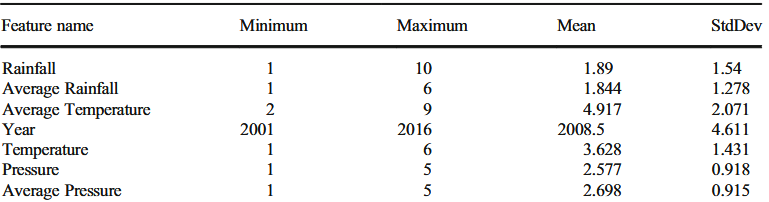 Feature name Minimum Maximum Mean StdDev
Rainfall 1 10 1.89 1.54
Average Rainfall 1 6 1.844 1.278
Average Temperature 2 9 4.917 2.071
Year 2001 2016 2008.5 4.611
Temperature 1 6 3.628 1.431
Pressure 1 5 2.577 0.918
Average Pressure 1 5 2.698 0.915